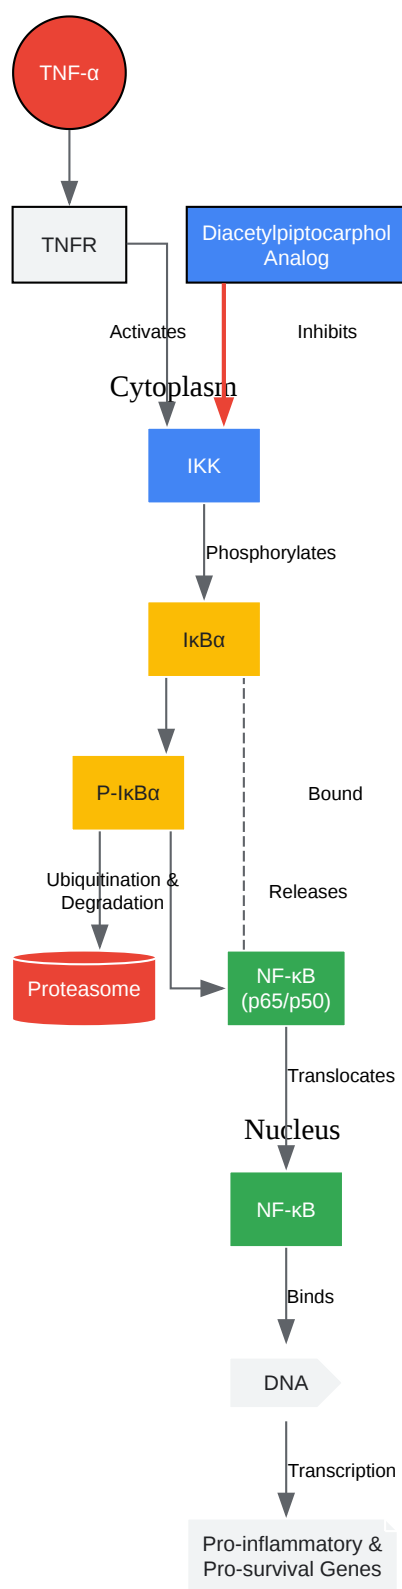 TNF-α
TNFR
Diacetylpiptocarphol
Analog
Activates
Inhibits
Cytoplasm
IKK
Phosphorylates
IκBα
P-IκBα
Bound
Ubiquitination &
Degradation
Releases
Proteasome
NF-κB
(p65/p50)
Translocates
Nucleus
NF-κB
Binds
DNA
Transcription
Pro-inflammatory &
Pro-survival Genes